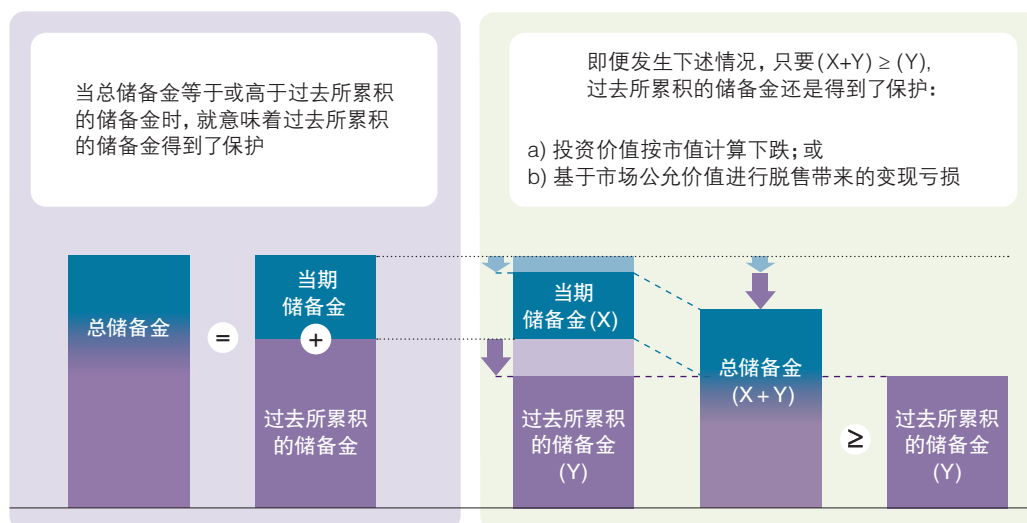 当总储备金等于或高于过去所累积
的储备金时，就意味着过去所累积
的储备金得到了保护
即便发生下述情况，只要(X+Y) ≥ (Y),
过去所累积的储备金还是得到了保护：
a) 投资价值按市值计算下跌；或
b) 基于市场公允价值进行脱售带来的变现亏损
总储备金
=
当期
储备金
+
过去所累积
的储备金
当期
储备金(X)
过去所累积
的储备金
(Y)
总储备金
(X + Y)
≥
过去所累积
的储备金
(Y)